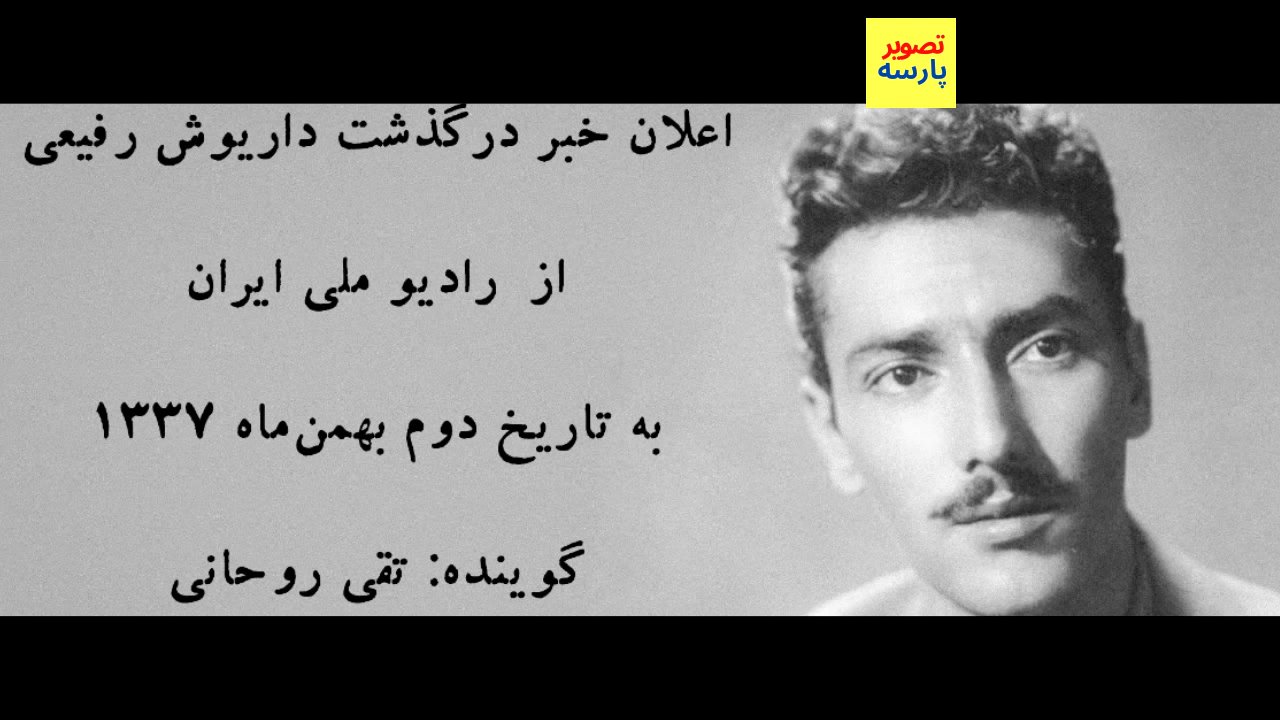 تصویر
پارسه
اعلان خبر درگذشت داریوش رفیعی
از رادیو ملی ایران
به تاریخ دوم بهمن‌ماه ۱۳۳۷
گوینده: تقی روحانی